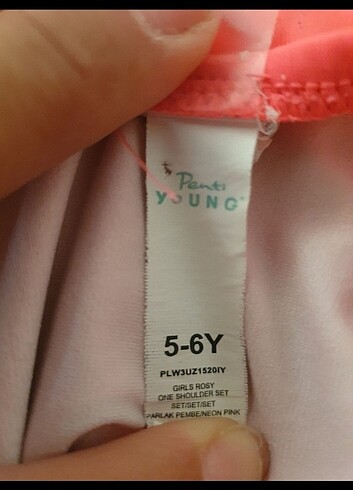 Penti
YOUNG
5-6Y
PLW3UZ1520IY
GIRLS ROSY
ONE SHOULDER SET
SET/SET/SET
PARLAK PEMBE/NEON PINK